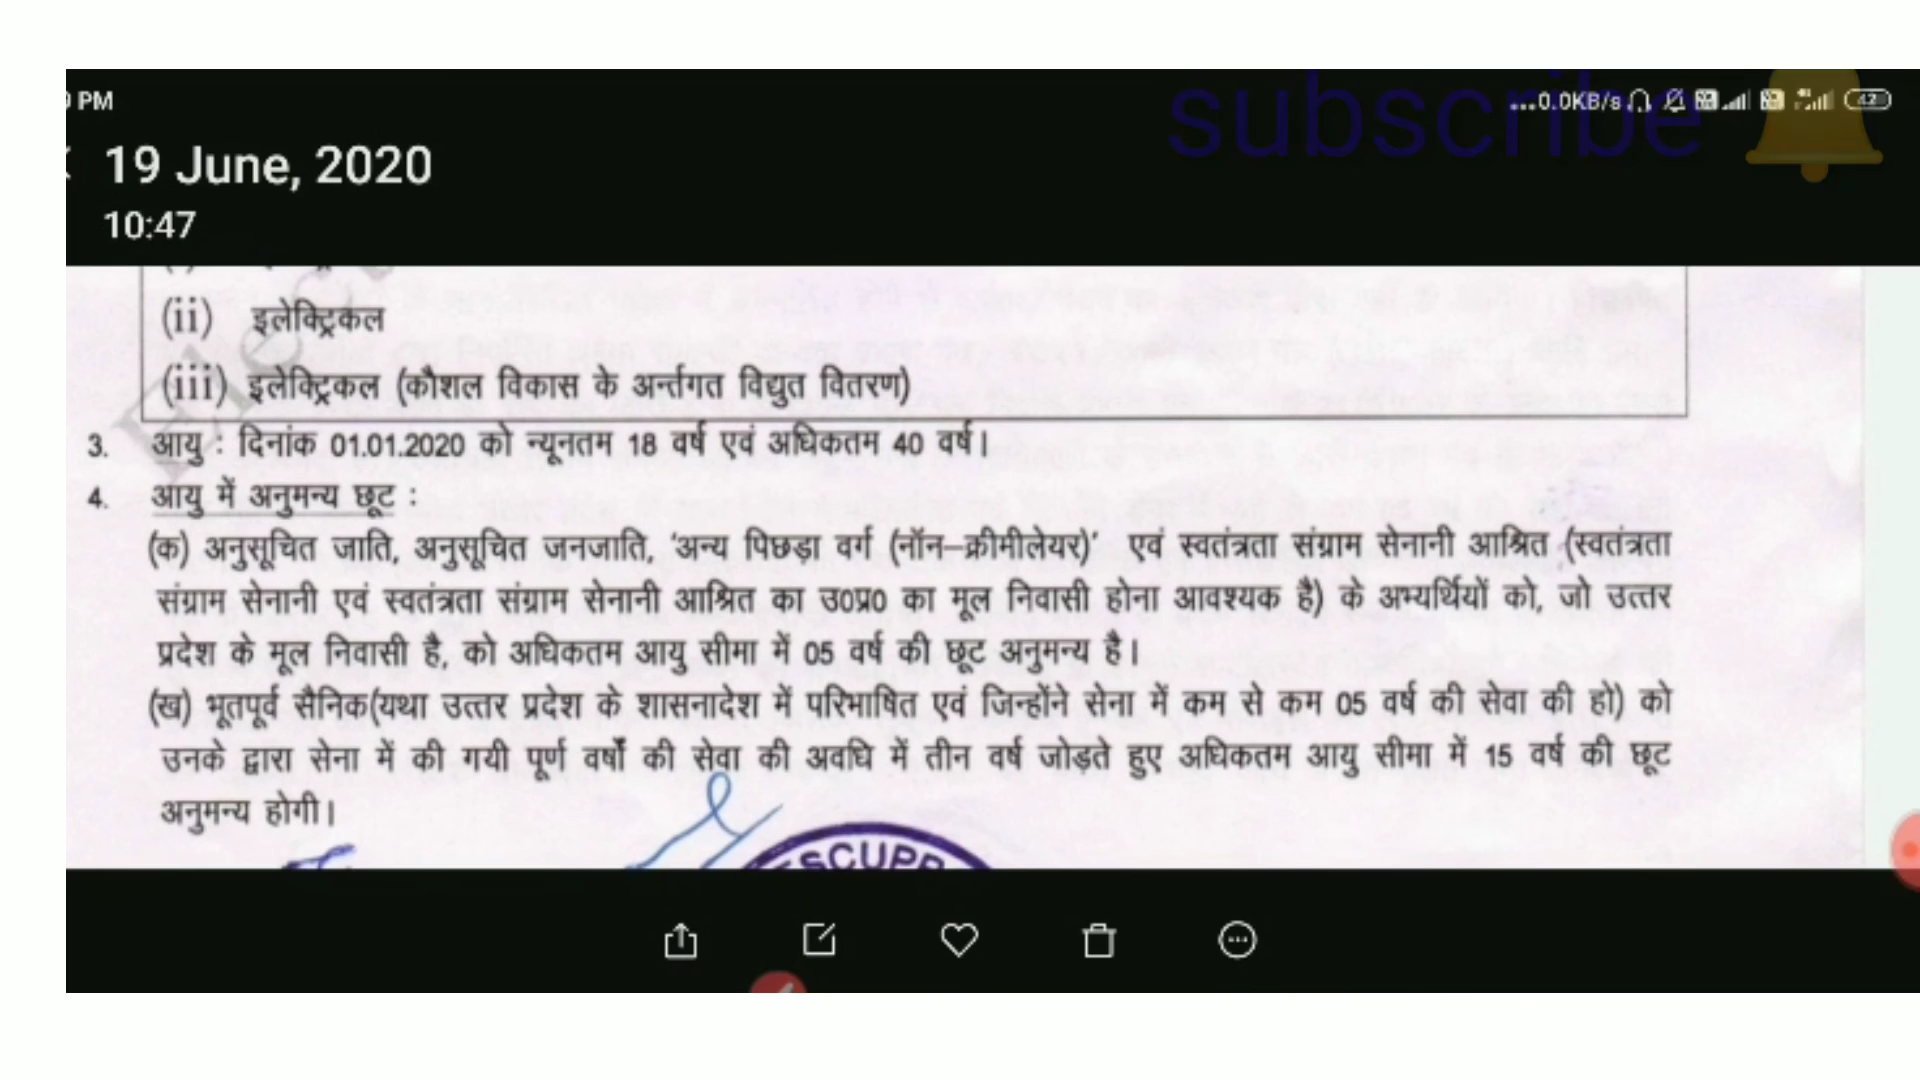 PM
subscribe
...0.0KB/s
42
19 June, 2020
10:47
(ii) इलेक्ट्रिकल
(iii) इलेक्ट्रिकल (कौशल विकास के अर्न्तगत विद्युत वितरण)
3. आयु : दिनांक 01.01.2020 को न्यूनतम 18 वर्ष एवं अधिकतम 40 वर्ष।
4. आयु में अनुमन्य छूट :
(क) अनुसूचित जाति, अनुसूचित जनजाति, 'अन्य पिछड़ा वर्ग (नॉन–क्रीमीलेयर)' एवं स्वतंत्रता संग्राम सेनानी आश्रित (स्वतंत्रता
संग्राम सेनानी एवं स्वतंत्रता संग्राम सेनानी आश्रित का उ0प्र0 का मूल निवासी होना आवश्यक है) के अभ्यर्थियों को, जो उत्तर
प्रदेश के मूल निवासी है, को अधिकतम आयु सीमा में 05 वर्ष की छूट अनुमन्य है।
(ख) भूतपूर्व सैनिक(यथा उत्तर प्रदेश के शासनादेश में परिभाषित एवं जिन्होंने सेना में कम से कम 05 वर्ष की सेवा की हो) को
उनके द्वारा सेना में की गयी पूर्ण वर्षों की सेवा की अवधि में तीन वर्ष जोड़ते हुए अधिकतम आयु सीमा में 15 वर्ष की छूट
अनुमन्य होगी।